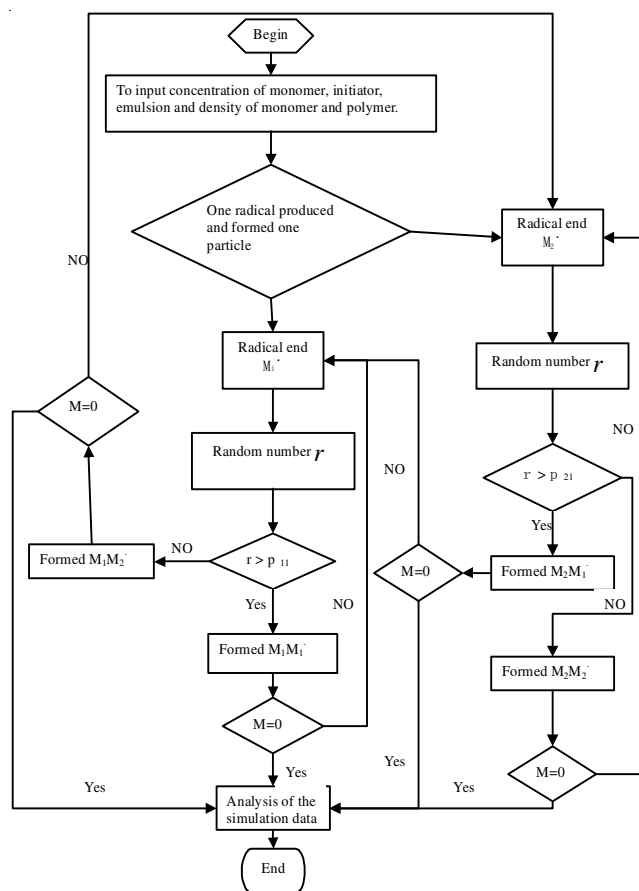 Begin
To input concentration of monomer, initiator,
emulsion and density of monomer and polymer.
One radical produced
and formed one
particle
Radical end
M₂·
NO
Radical end
M₁·
Random number r
M=0
NO
Random number r
NO
r > p ₂₁
Yes
Formed M₁M₂·
NO
r > p ₁₁
M=0
Formed M₂M₁·
Yes
NO
NO
Formed M₁M₁·
Formed M₂M₂·
M=0
M=0
Yes
Yes
Yes
Yes
Analysis of the
simulation data
End